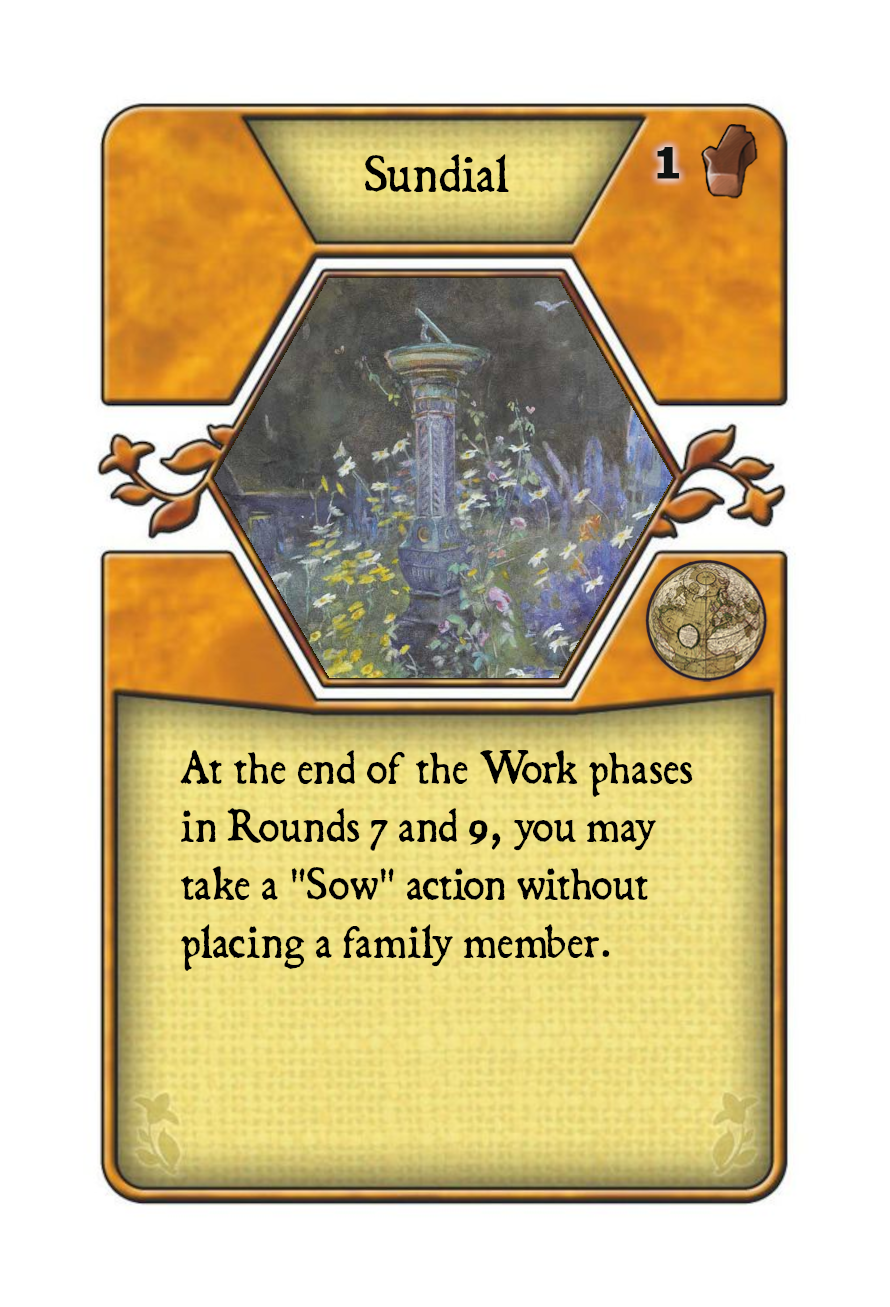 Sundial
1
At the end of the Work phases
in Rounds 7 and 9, you may
take a "Sow" action without
placing a family member.